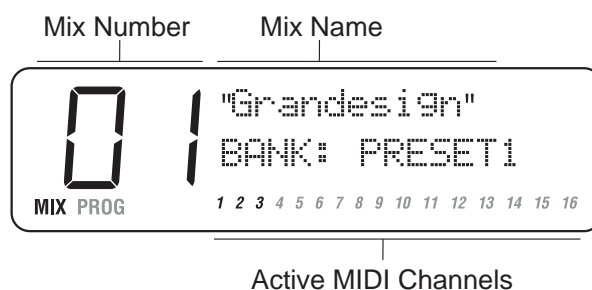 Mix Number Mix Name
01 "Grandesi9n"
BANK: PRESET1
MIX PROG 1 2 3 4 5 6 7 8 9 10 11 12 13 14 15 16
Active MIDI Channels